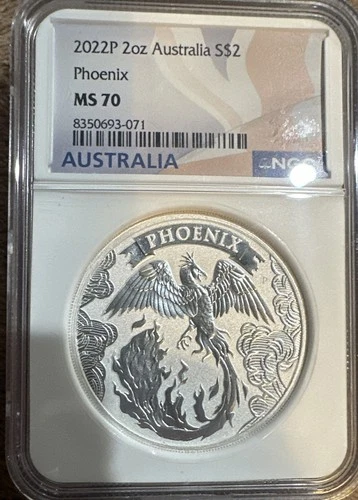 2022P 2oz Australia S$2
Phoenix
MS 70
8350693-071
AUSTRALIA
NGC
PHOENIX